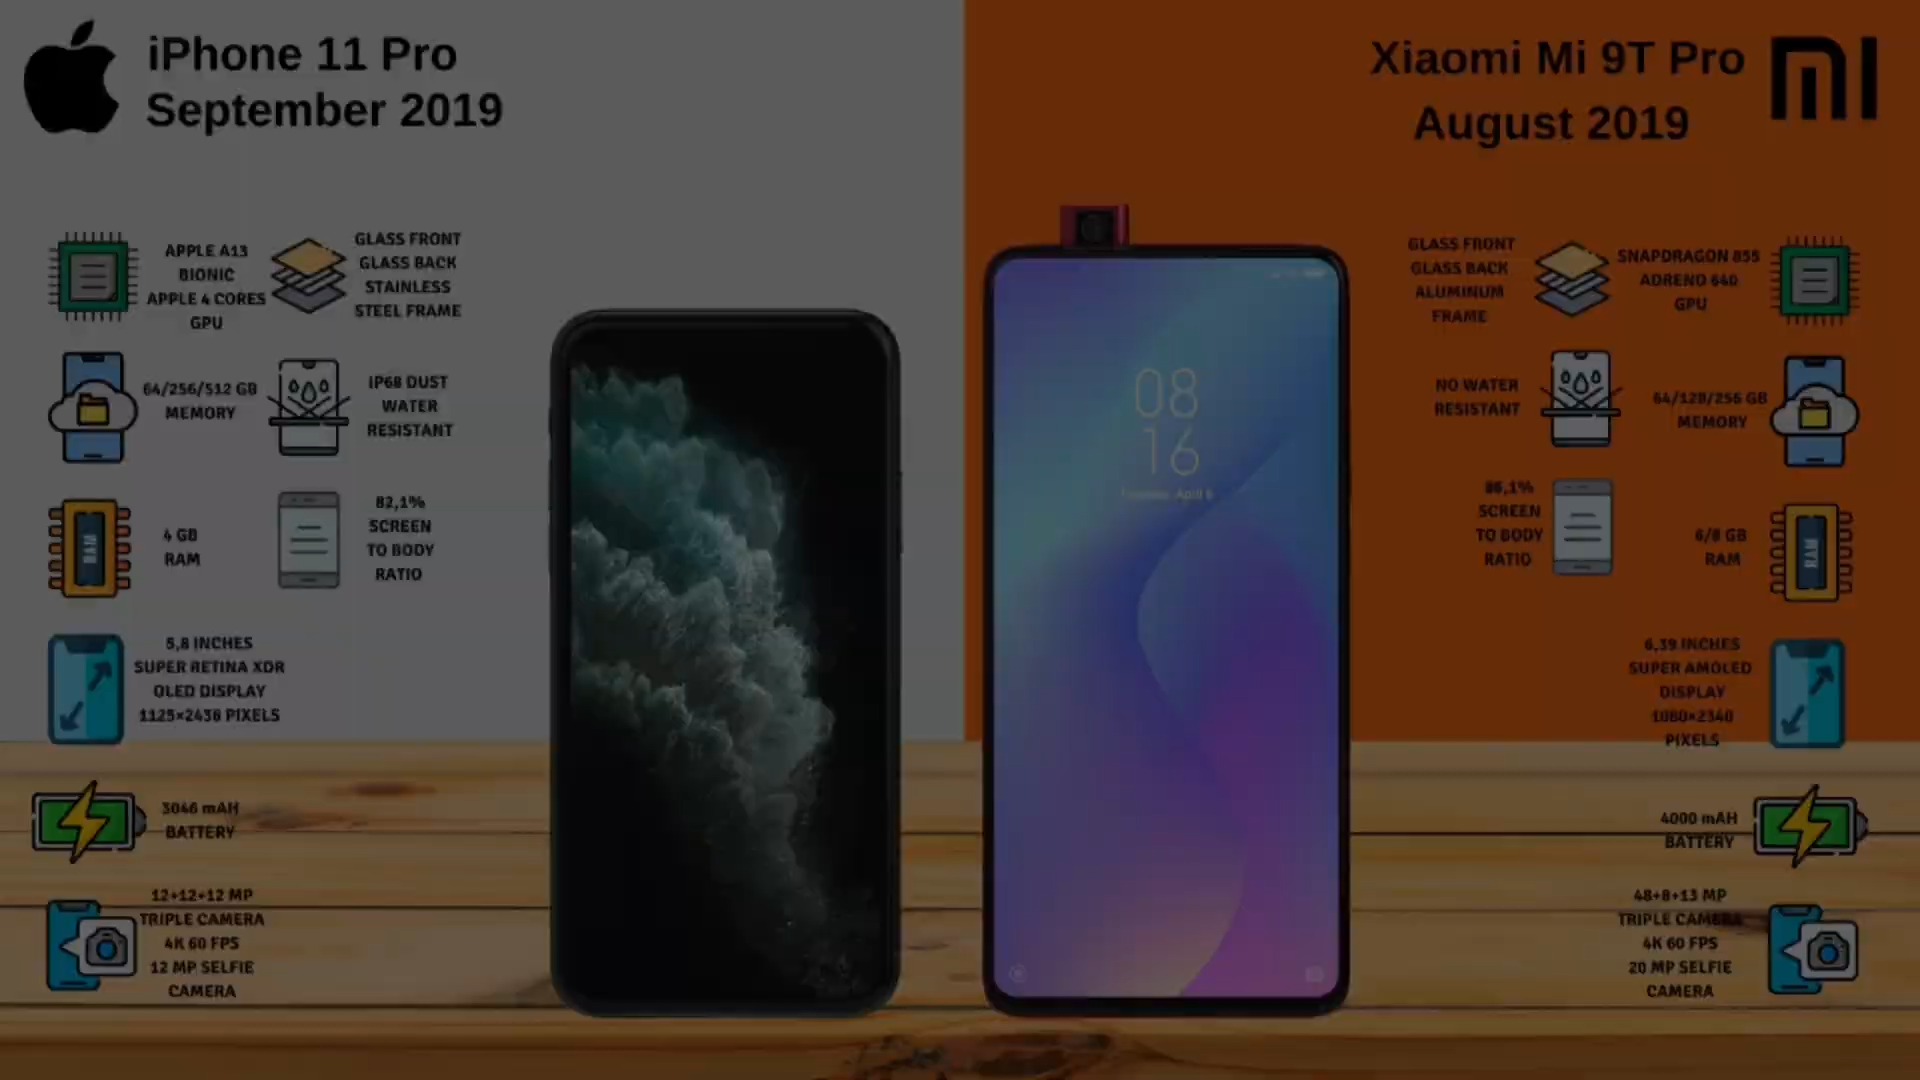 iPhone 11 Pro
September 2019
APPLE A13
BIONIC
APPLE 4 CORES
GPU
GLASS FRONT
GLASS BACK
STAINLESS
STEEL FRAME
64/256/512 GB
MEMORY
IP68 DUST
WATER
RESISTANT
4 GB
RAM
RAM
82,1%
SCREEN
TO BODY
RATIO
5,8 INCHES
SUPER RETINA XDR
OLED DISPLAY
1125×2436 PIXELS
3046 mAH
BATTERY
12+12+12 MP
TRIPLE CAMERA
4K 60 FPS
12 MP SELFIE
CAMERA
08
16
Xiaomi Mi 9T Pro
August 2019
MI
GLASS FRONT
GLASS BACK
ALUMINUM
FRAME
SNAPDRAGON 855
ADRENO 640
GPU
NO WATER
RESISTANT
64/128/256 GB
MEMORY
86,1%
SCREEN
TO BODY
RATIO
6/8 GB
RAM
RAM
6,39 INCHES
SUPER AMOLED
DISPLAY
1080×2340
PIXELS
4000 mAH
BATTERY
48+8+13 MP
TRIPLE CAMERA
4K 60 FPS
20 MP SELFIE
CAMERA